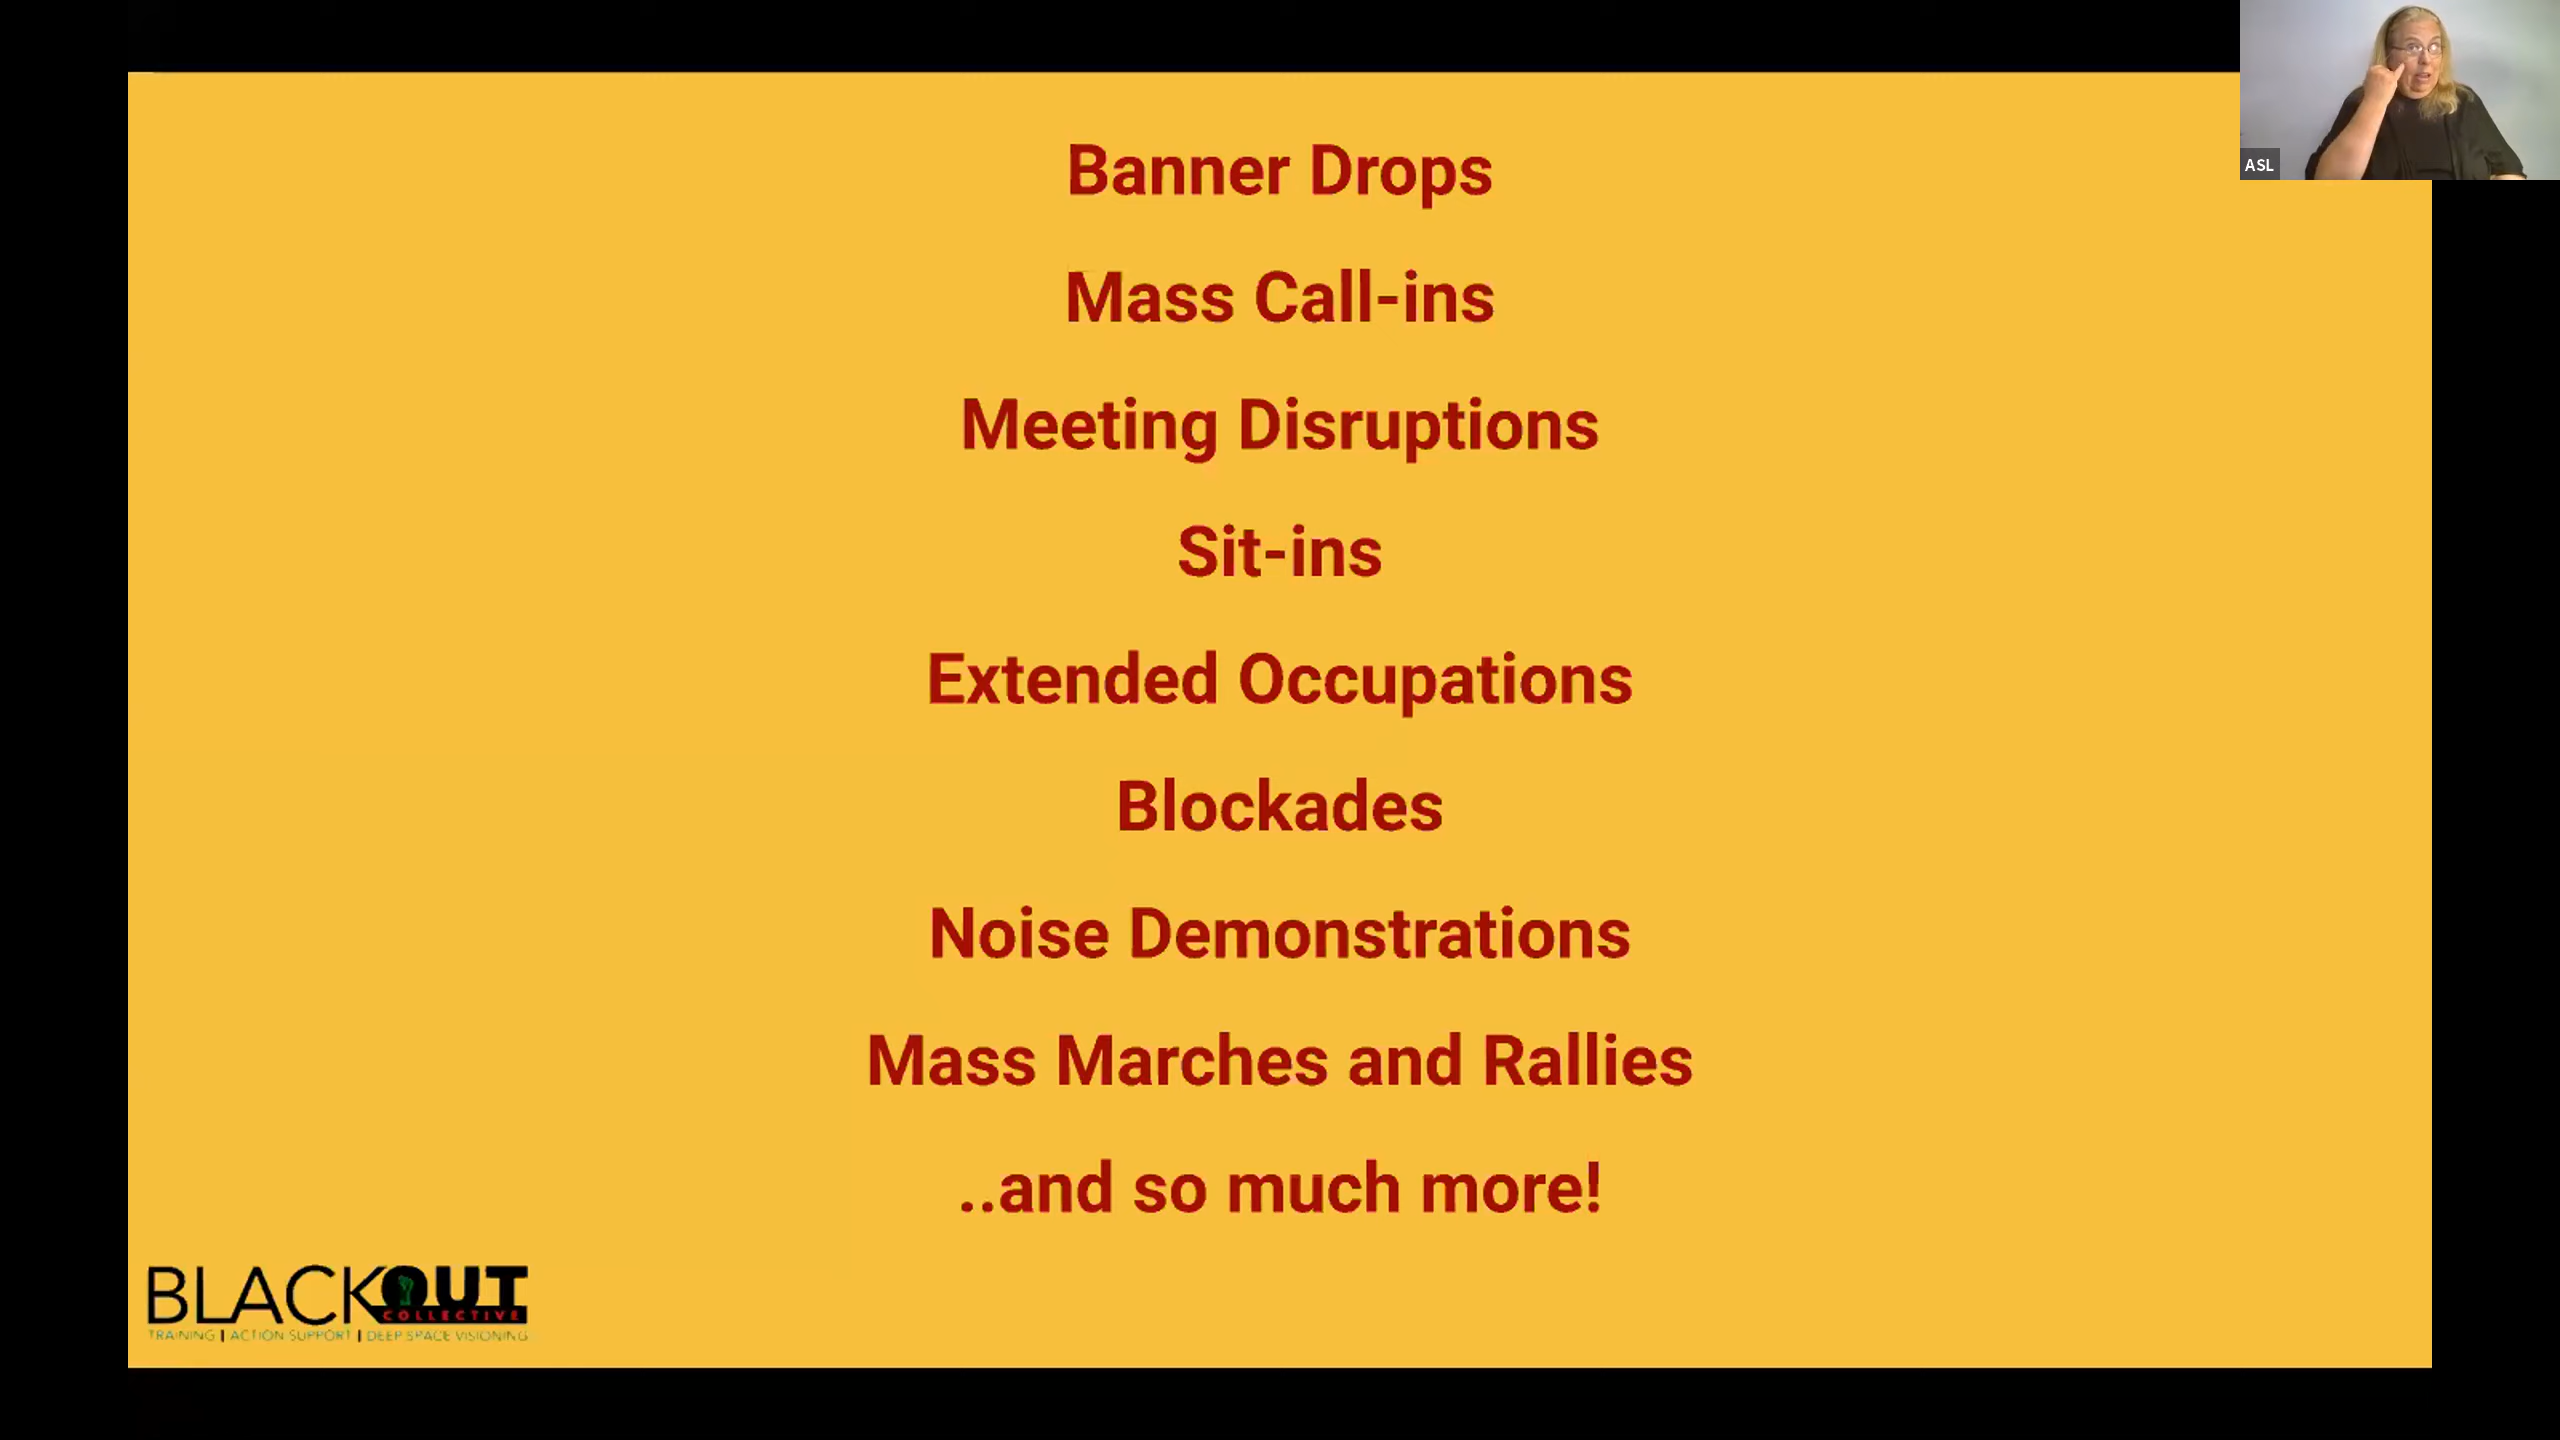 Banner Drops
Mass Call-ins
Meeting Disruptions
Sit-ins
Extended Occupations
Blockades
Noise Demonstrations
Mass Marches and Rallies
..and so much more!
BLACKOUT
COLLECTIVE
TRAINING | ACTION SUPPORT | DEEP SPACE VISIONING
ASL